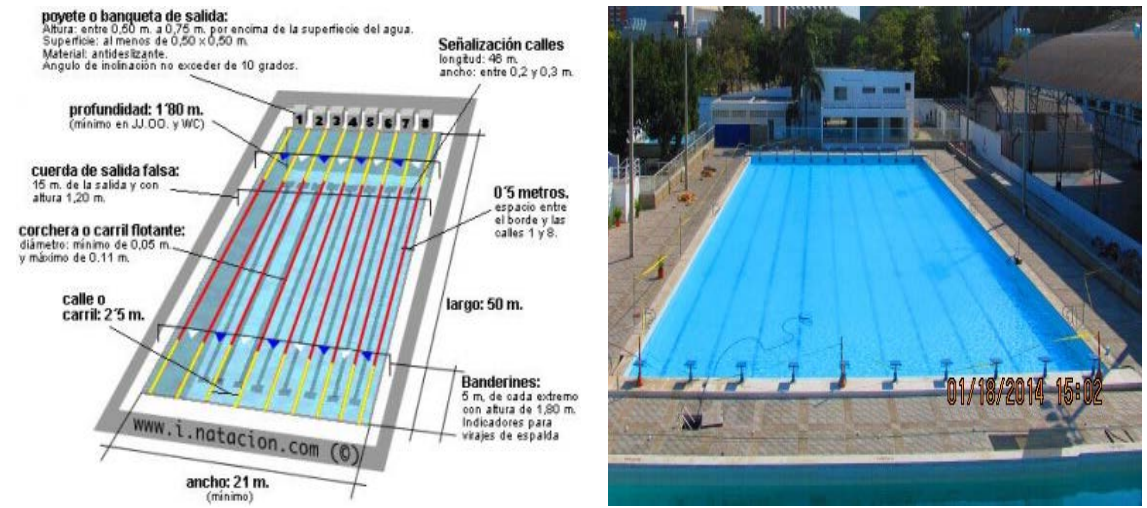 poyete o banqueta de salida:
Altura: entre 0,50 m. a 0,75 m. por encima de la superfiecie del agua.
Superficie: al menos de 0,50 x 0,50 m.
Material: antideslizante.
Angulo de inolinación no exceder de 10 grados.
Señalización calles
longitud: 46 m.
ancho: entre 0,2 y 0,3 m.
profundidad: 1'80 m.
(mínimo en JJ.OO. y WC)
1 2 3 4 5 6 7 8
cuerda de salida falsa:
15 m. de la salida y con
altura 1,20 m.
0'5 metros.
espacio entre
el borde y las
calles 1 y 8.
corchera o carril flotante:
diámetro: mínimo de 0,05 m.
y máximo de 0.11 m.
calle o
carril: 2'5 m.
largo: 50 m.
Banderines:
5 m, de cada extremo
con altura de 1,80 m.
Indicadores para
virajes de espalda
www.i.natacion.com (©)
ancho: 21 m.
(mínimo)
01/18/2014 15:02